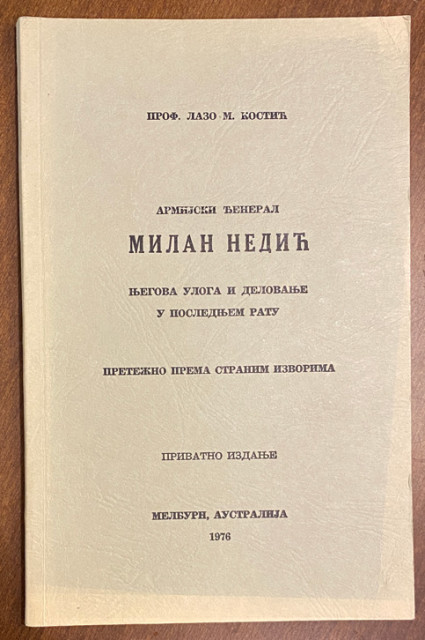 ПРОФ. ЛАЗО М. КОСТИЋ
АРМИЈСКИ ЂЕНЕРАЛ
МИЛАН НЕДИЋ
ЊЕГОВА УЛОГА И ДЕЛОВАЊЕ
У ПОСЛЕДЊЕМ РАТУ
ПРЕТЕЖНО ПРЕМА СТРАНИМ ИЗВОРИМА
ПРИВАТНО ИЗДАЊЕ
МЕЛБУРН, АУСТРАЛИЈА
1976